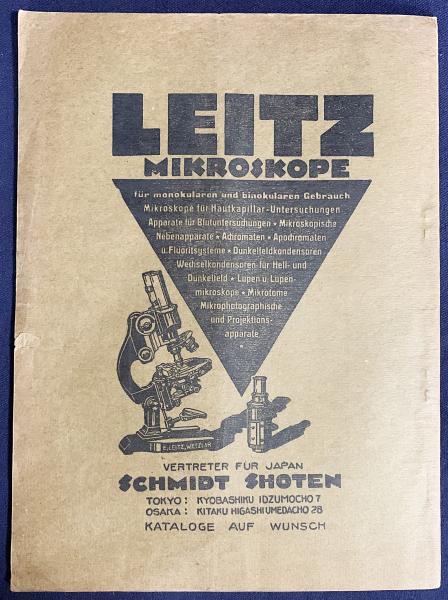 LEITZ
MIKROSKOPE
für monokularen und binokularen Gebrauch
Mikroskope für Hautkapillar-Untersuchungen
Apparate für Blutuntersuchungen ★ Mikroskopische
Nebenapparate ★ Achromaten ★ Apochromaten
u. Fluoritsysteme ★ Dunkelfeldkondensoren
Wechselkondensoren für Hell- und
Dunkelfeld ★ Lupen u. Lupen-
mikroskope ★ Mikrotome
Mikrophotographische
und Projektions-
apparate
E. LEITZ, WETZLAR
VERTRETER FÜR JAPAN
SCHMIDT SHOTEN
TOKYO: KYOBASHIKU IDZUMOCHO 7
OSAKA: KITAKU HIGASHIUMEDACHO 28
KATALOGE AUF WUNSCH